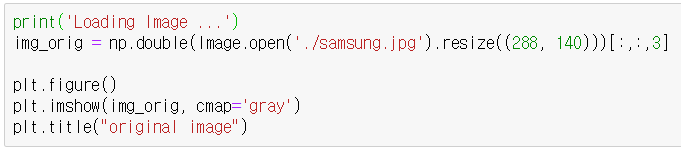 print('Loading Image ...')
img_orig = np.double(Image.open('./samsung.jpg').resize((288, 140)))[:,:,3]
plt.figure()
plt.imshow(img_orig, cmap='gray')
plt.title("original image")